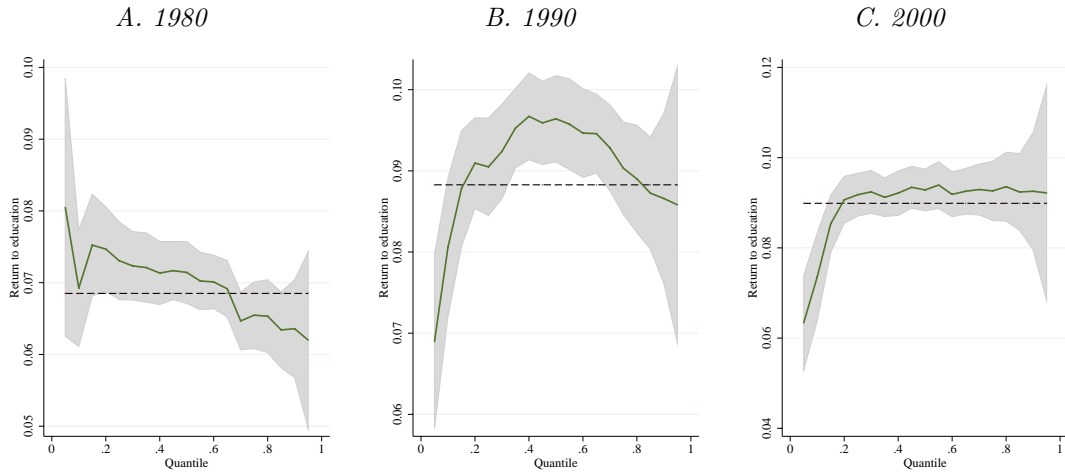 A. 1980
B. 1990
C. 2000
0.10
0.09
0.08
0.07
0.06
0.05
Return to education
0 .2 .4 .6 .8 1
Quantile
0.10
0.09
0.08
0.07
0.06
Return to education
0 .2 .4 .6 .8 1
Quantile
0.12
0.10
0.08
0.06
0.04
Return to education
0 .2 .4 .6 .8 1
Quantile